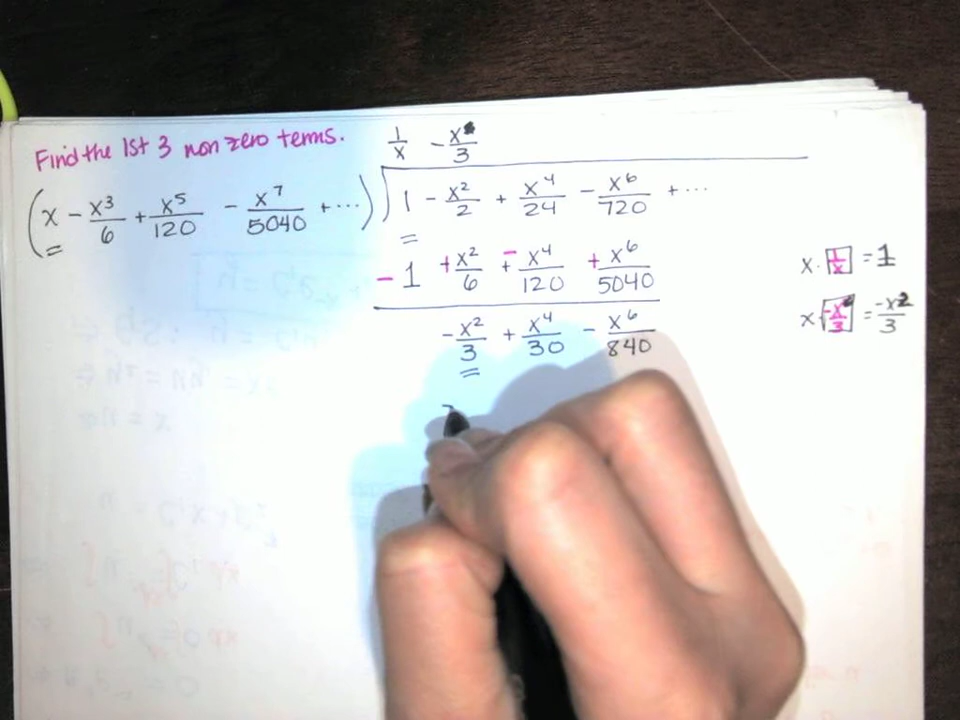 Find the 1st 3 non zero terms.
1/x - x/3
(x - x³/6 + x⁵/120 - x⁷/5040 + ...) ) 1 - x²/2 + x⁴/24 - x⁶/720 + ...
- 1 + x²/6 - + x⁴/120 + x⁶/5040
x · 1/x = 1
- x²/3 + x⁴/30 - x⁶/840
x · -x/3 = -x²/3